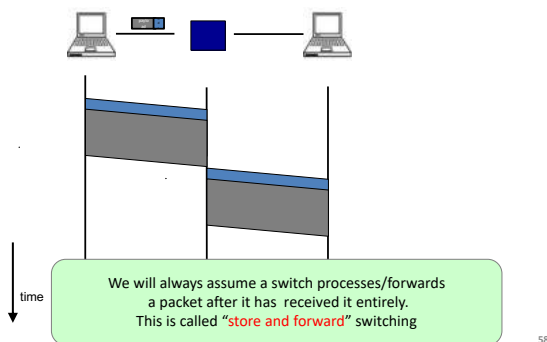 time
We will always assume a switch processes/forwards
a packet after it has received it entirely.
This is called “store and forward” switching
58